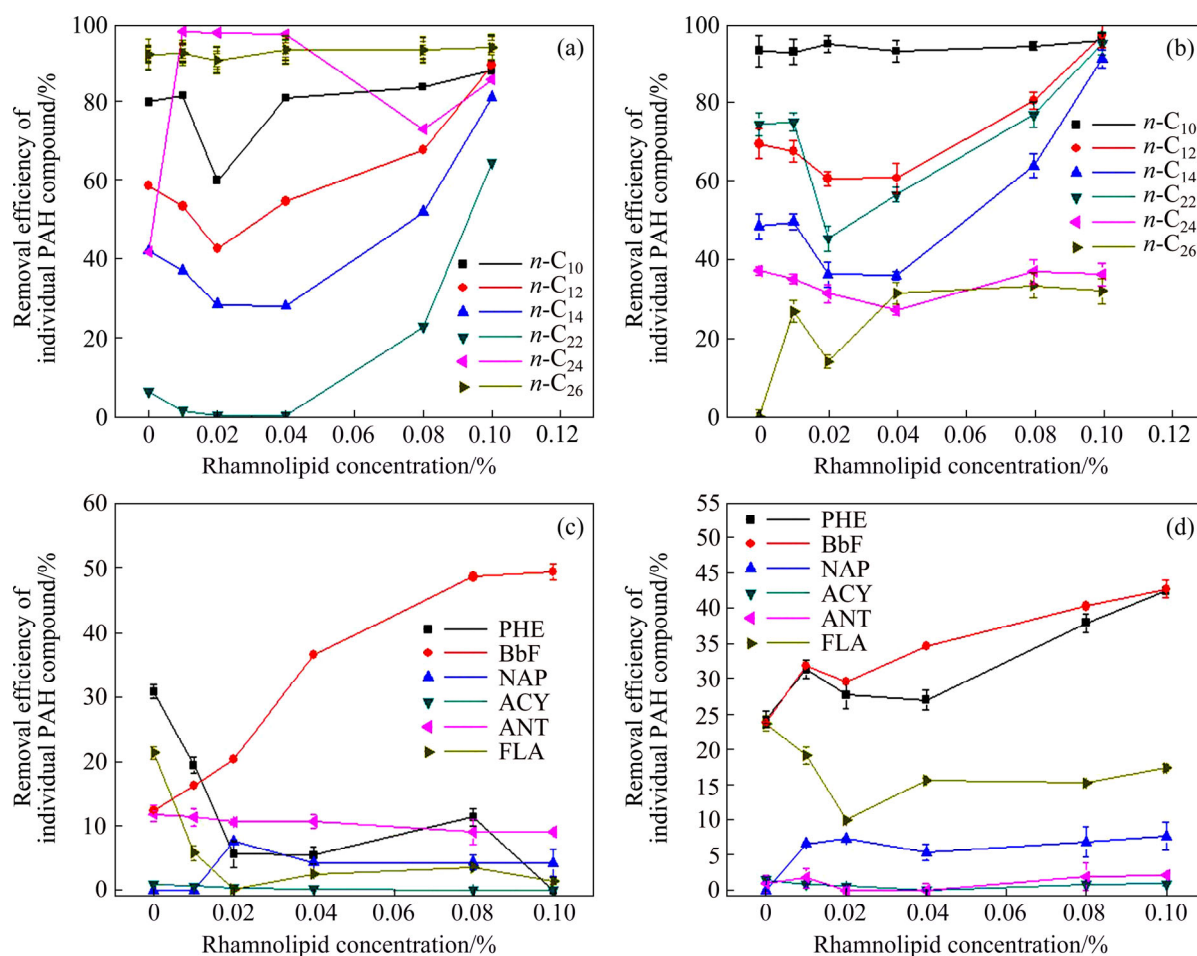 (a)
100
80
60
40
20
0
Removal efficiency of
individual PAH compound/%
n-C10
n-C12
n-C14
n-C22
n-C24
n-C26
0 0.02 0.04 0.06 0.08 0.10 0.12
Rhamnolipid concentration/%
(b)
100
80
60
40
20
0
Removal efficiency of
individual PAH compound/%
n-C10
n-C12
n-C14
n-C22
n-C24
n-C26
0 0.02 0.04 0.06 0.08 0.10 0.12
Rhamnolipid concentration/%
(c)
60
50
40
30
20
10
0
Removal efficiency of
individual PAH compound/%
PHE
BbF
NAP
ACY
ANT
FLA
0 0.02 0.04 0.06 0.08 0.10
Rhamnolipid concentration/%
(d)
55
50
45
40
35
30
25
20
15
10
5
0
Removal efficiency of
individual PAH compound/%
PHE
BbF
NAP
ACY
ANT
FLA
0 0.02 0.04 0.06 0.08 0.10
Rhamnolipid concentration/%